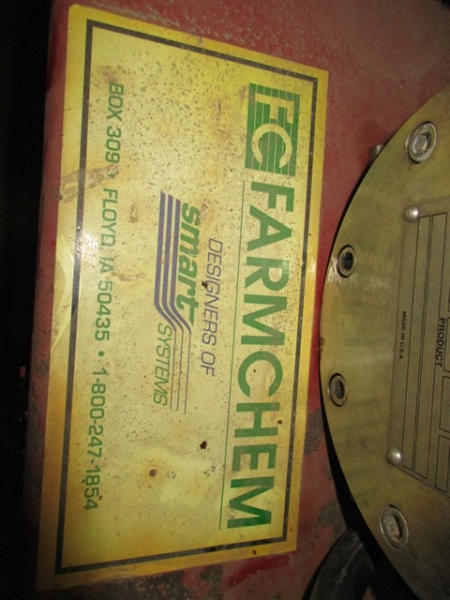 FC FARMCHEM
DESIGNERS OF
smart
SYSTEMS
BOX 309 • FLOYD, IA 50435 • 1-800-247-1854
PRODUCT
MADE IN U.S.A.